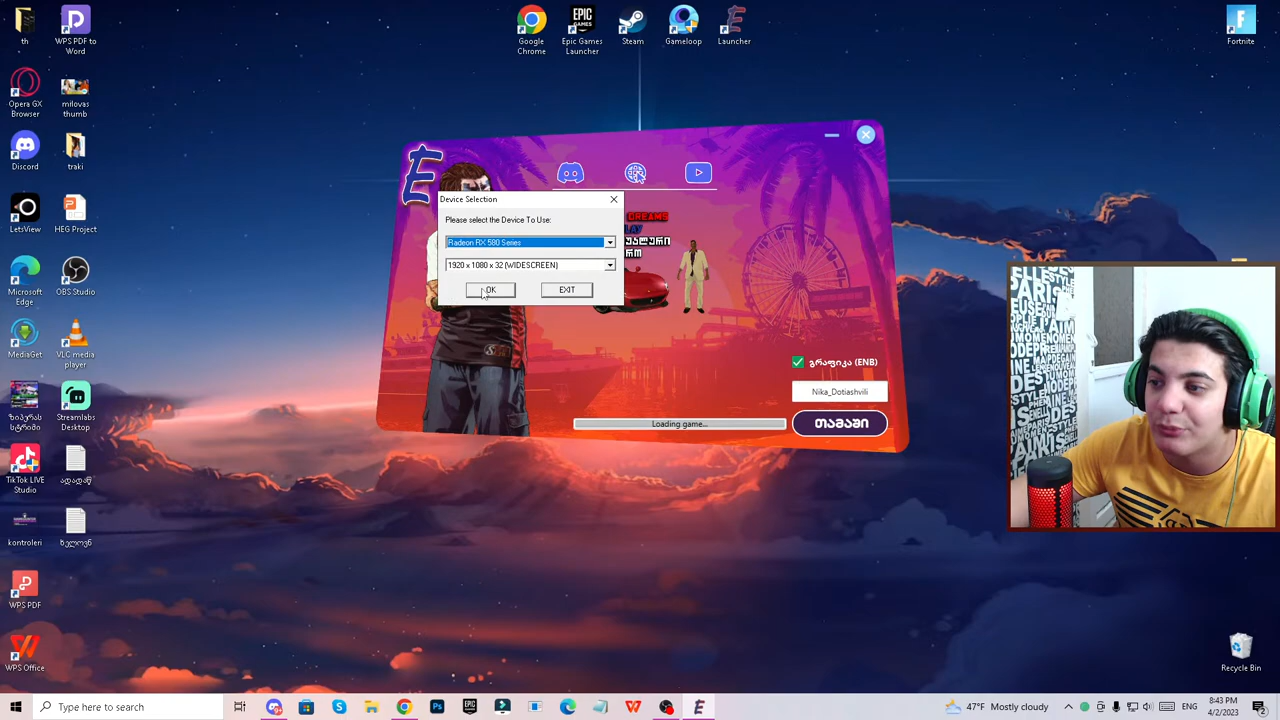 th
WPS PDF to
Word
Google
Chrome
Epic Games
Launcher
Steam
Gameloop
Launcher
Fortnite
Opera GX
Browser
milovas
thumb
Discord
traki
LetsView
HEG Project
Microsoft
Edge
OBS Studio
MediaGet
VLC media
player
Streamlabs
Desktop
TikTok LIVE
Studio
kontroleri
WPS PDF
WPS Office
Recycle Bin
E
Device Selection
Please select the Device To Use:
Radeon RX 580 Series
1920 x 1080 x 32 (WIDESCREEN)
OK
EXIT
DREAMS
გრაფიკა (ENB)
Nika_Dotiashvili
Loading game...
თამაში
Type here to search
47°F Mostly cloudy
ENG
8:43 PM
4/2/2023
2